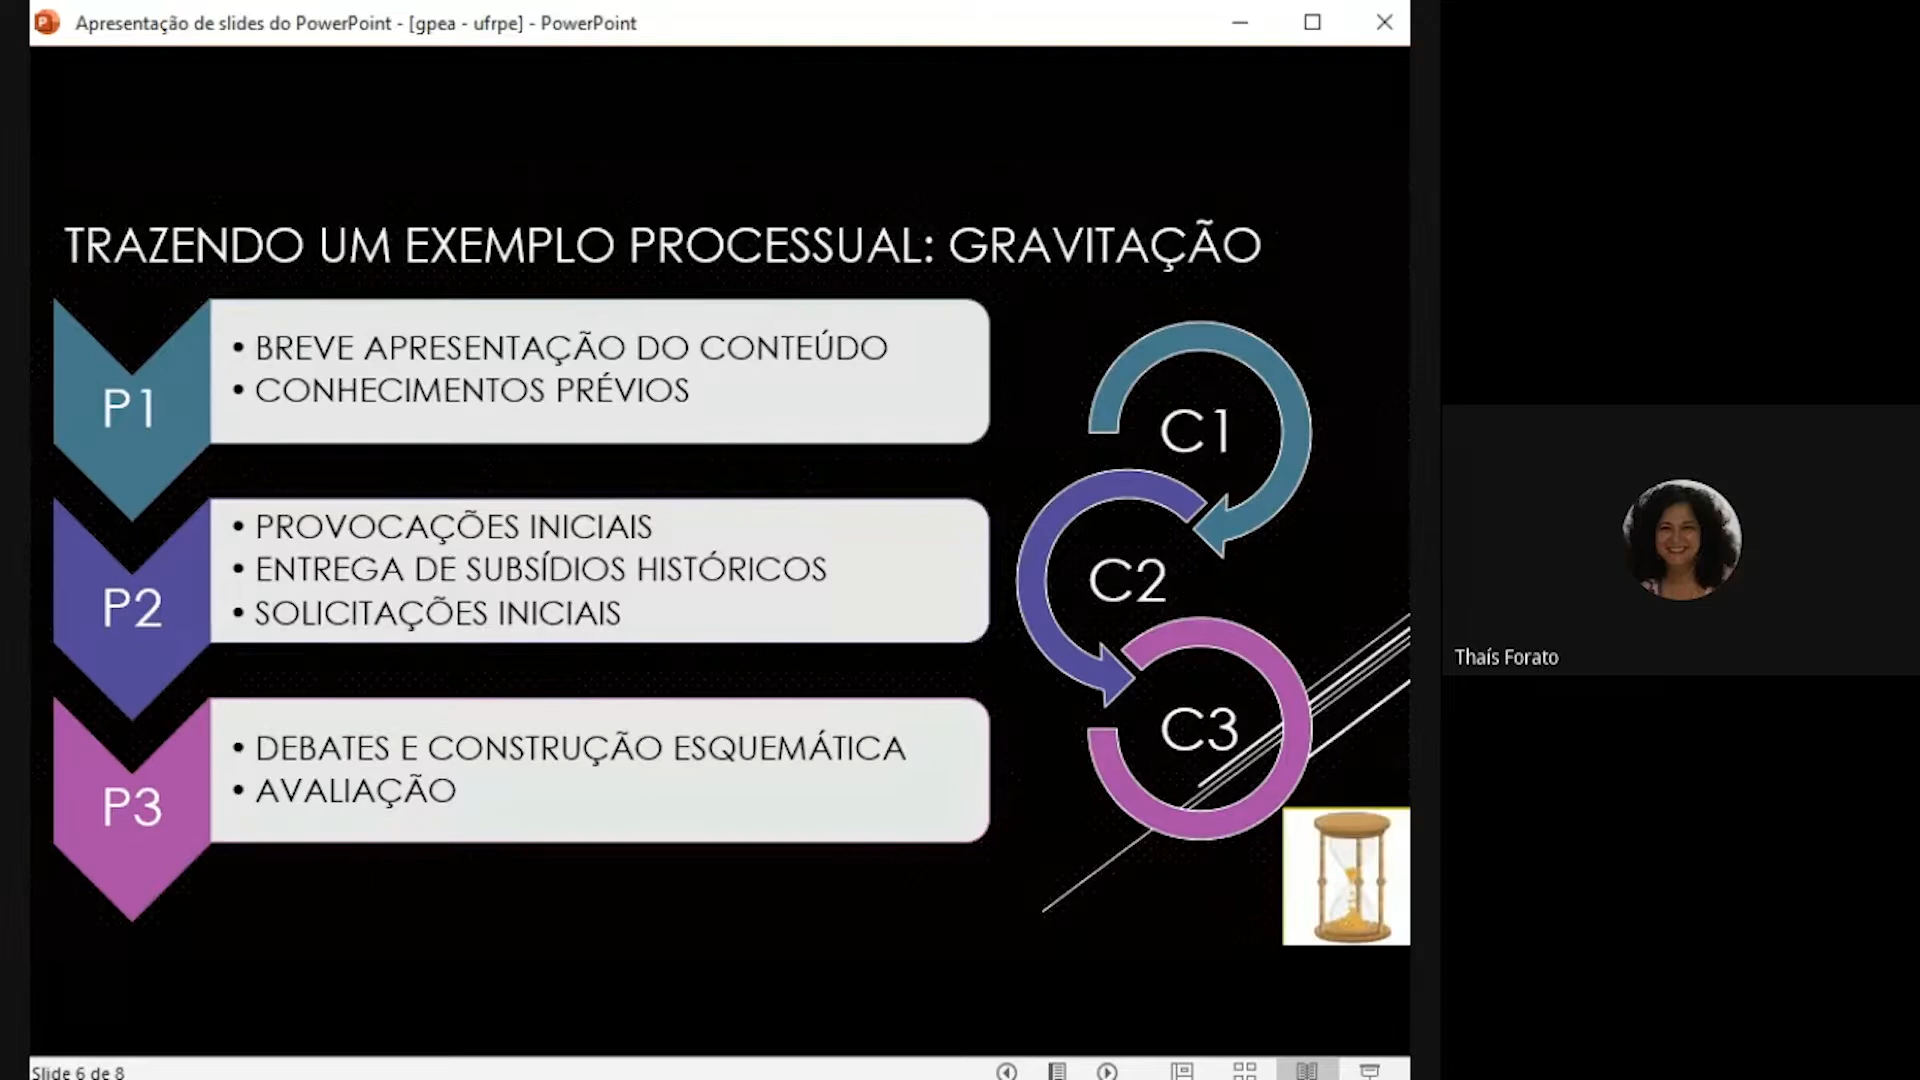 Apresentação de slides do PowerPoint - [gpea - ufrpe] - PowerPoint
TRAZENDO UM EXEMPLO PROCESSUAL: GRAVITAÇÃO
P1
• BREVE APRESENTAÇÃO DO CONTEÚDO
• CONHECIMENTOS PRÉVIOS
P2
• PROVOCAÇÕES INICIAIS
• ENTREGA DE SUBSÍDIOS HISTÓRICOS
• SOLICITAÇÕES INICIAIS
P3
• DEBATES E CONSTRUÇÃO ESQUEMÁTICA
• AVALIAÇÃO
C1
C2
C3
Thaís Forato
Slide 6 de 8